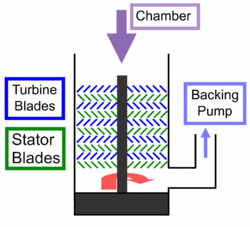 Chamber
Turbine
Blades
Stator
Blades
Backing
Pump